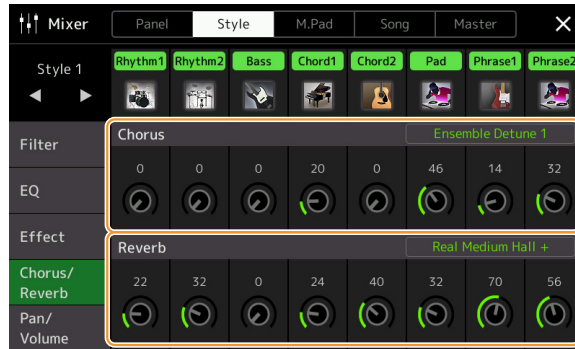 Mixer Panel Style M.Pad Song Master
Style 1 Rhythm1 Rhythm2 Bass Chord1 Chord2 Pad Phrase1 Phrase2
Filter
EQ
Effect
Chorus/
Reverb
Pan/
Volume
Chorus Ensemble Detune 1
0 0 0 20 0 46 14 32
Reverb Real Medium Hall +
22 32 0 24 40 32 70 56